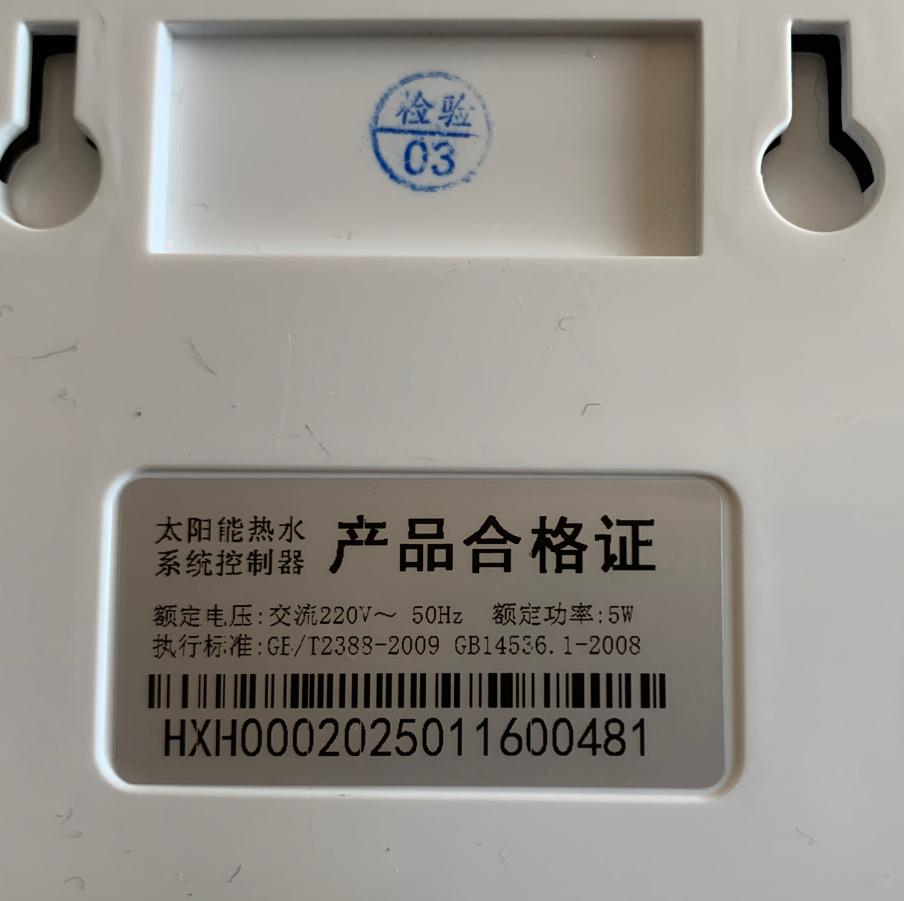 检验
03
太阳能热水
系统控制器
产品合格证
额定电压:交流220V～ 50Hz 额定功率:5W
执行标准:GB/T2388-2009 GB14536.1-2008
HXH0002025011600481